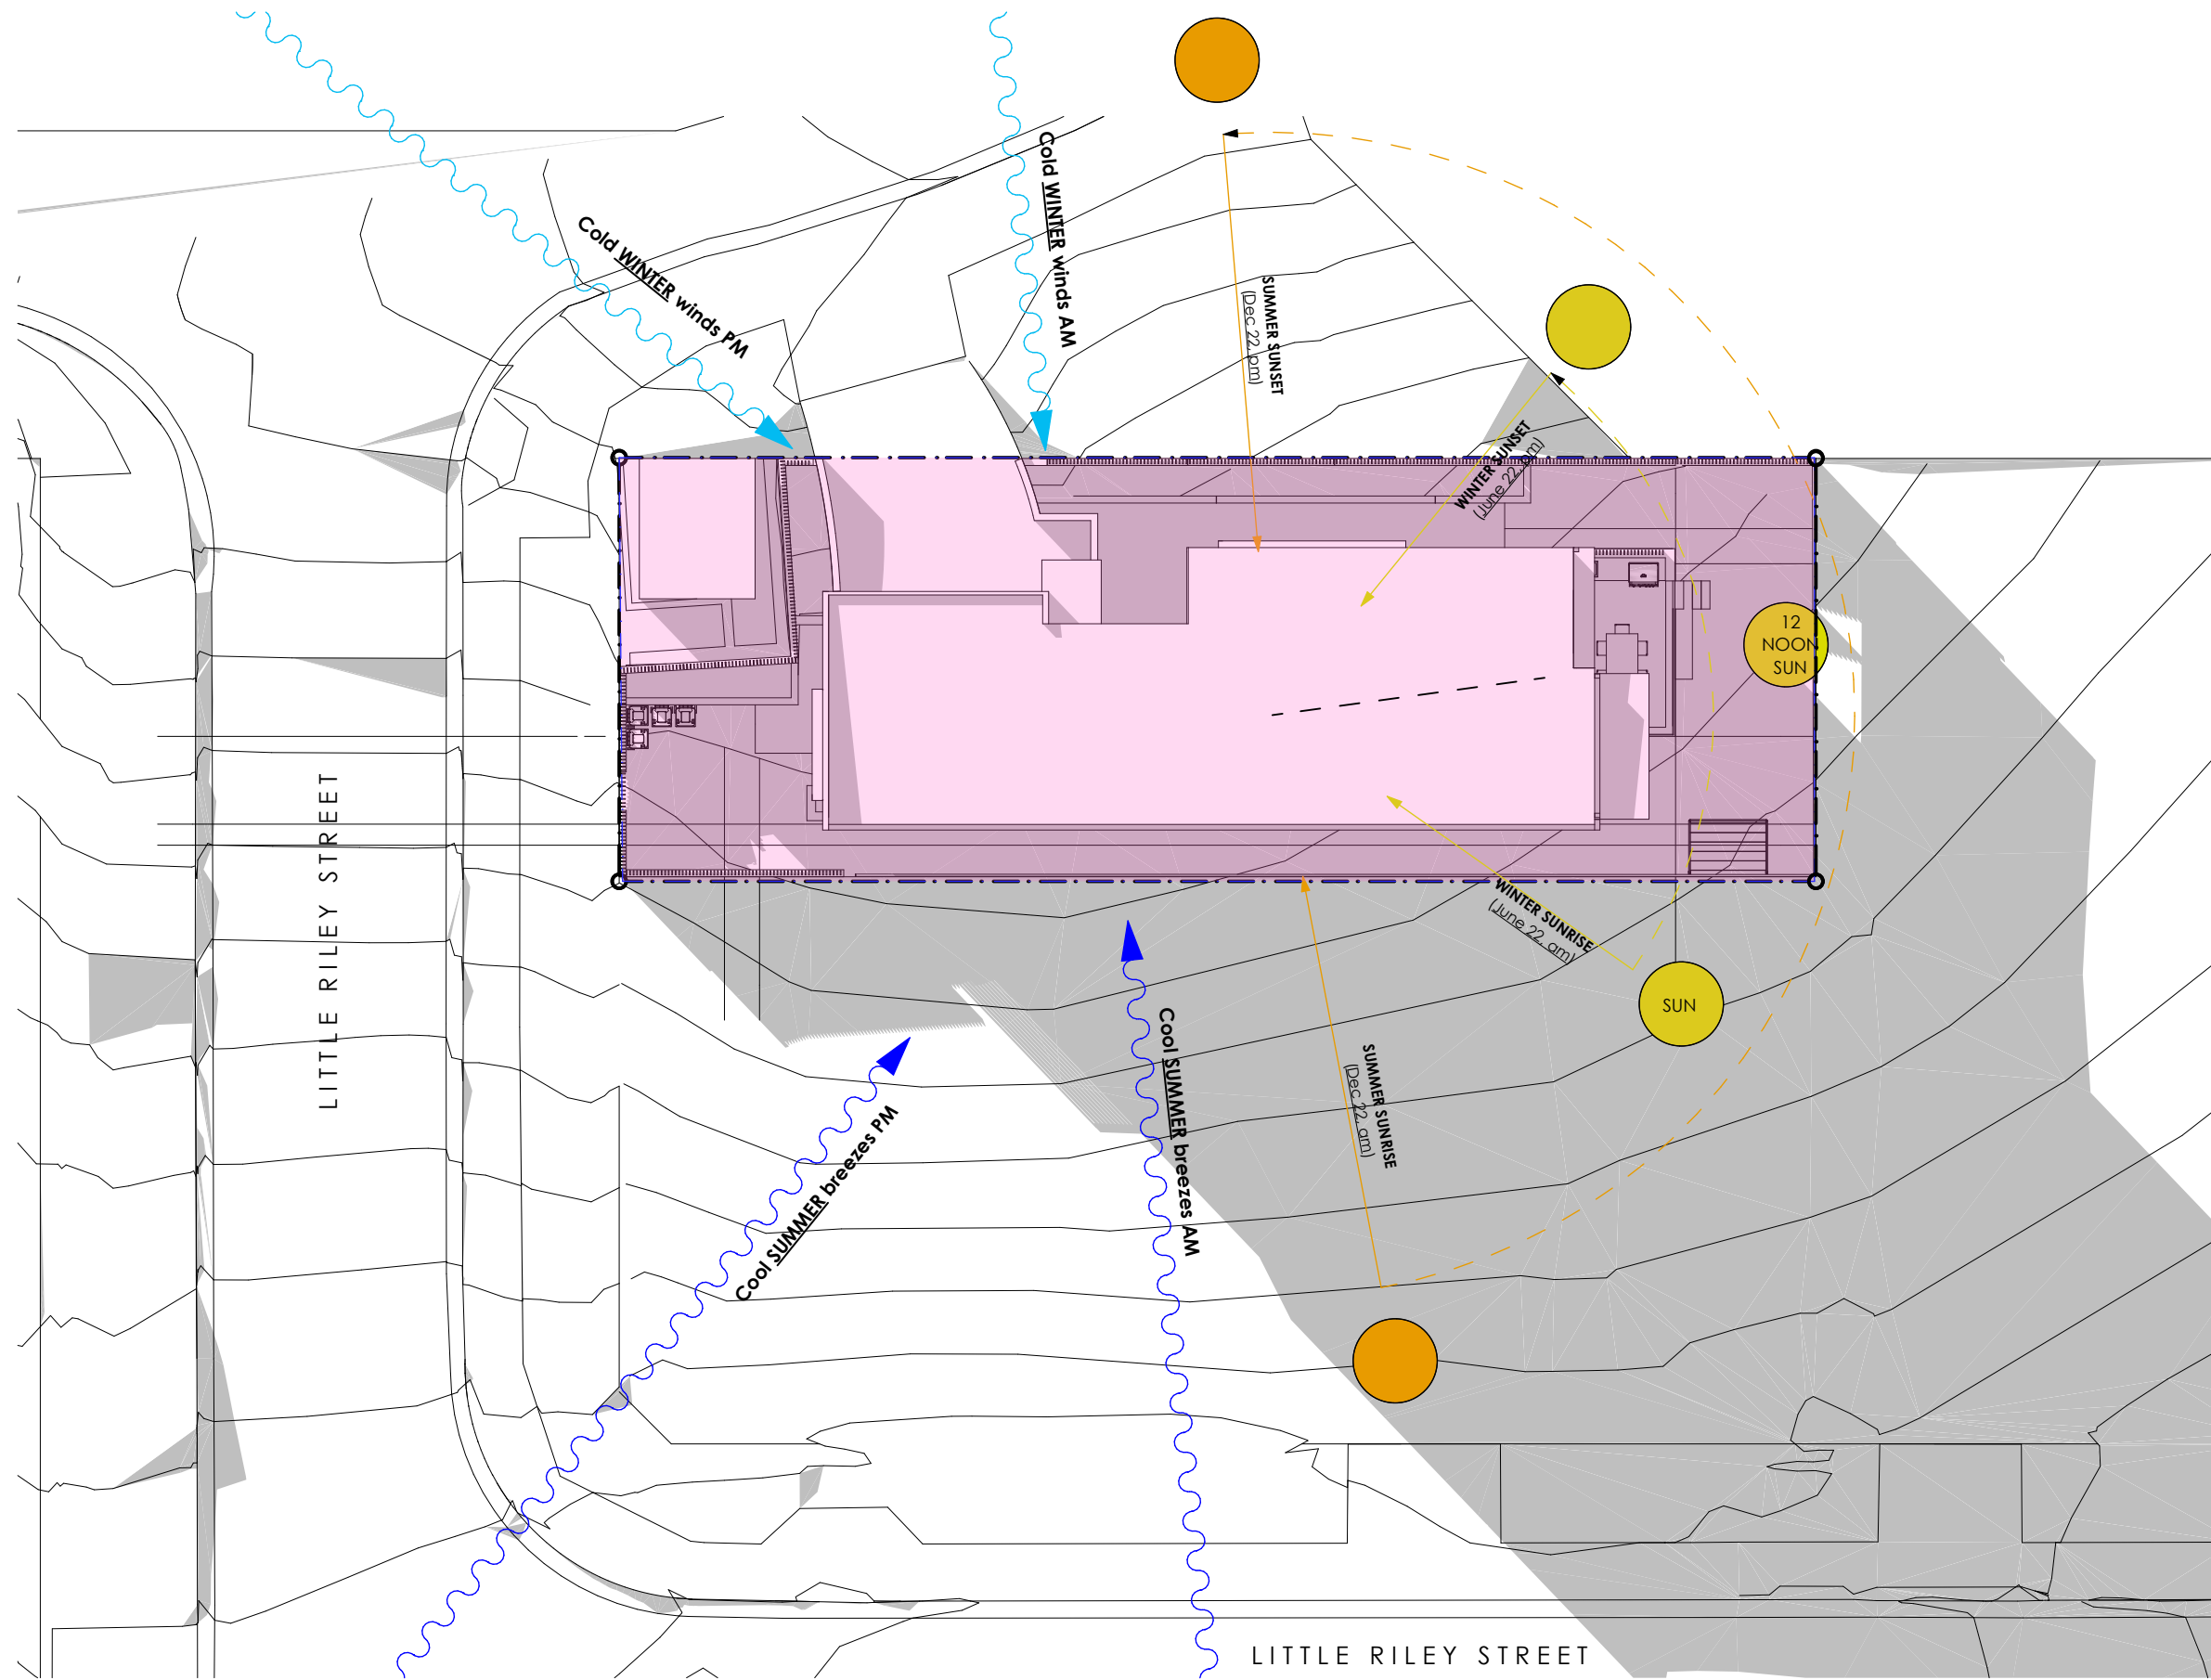 Cold WINTER winds PM
Cold WINTER winds AM
SUMMER SUNSET
(Dec 22, pm)
WINTER SUNSET
(June 22, pm)
12
NOON
SUN
WINTER SUNRISE
(June 22, am)
SUN
SUMMER SUNRISE
(Dec 22, am)
Cool SUMMER breezes PM
Cool SUMMER breezes AM
LITTLE RILEY STREET
LITTLE RILEY STREET